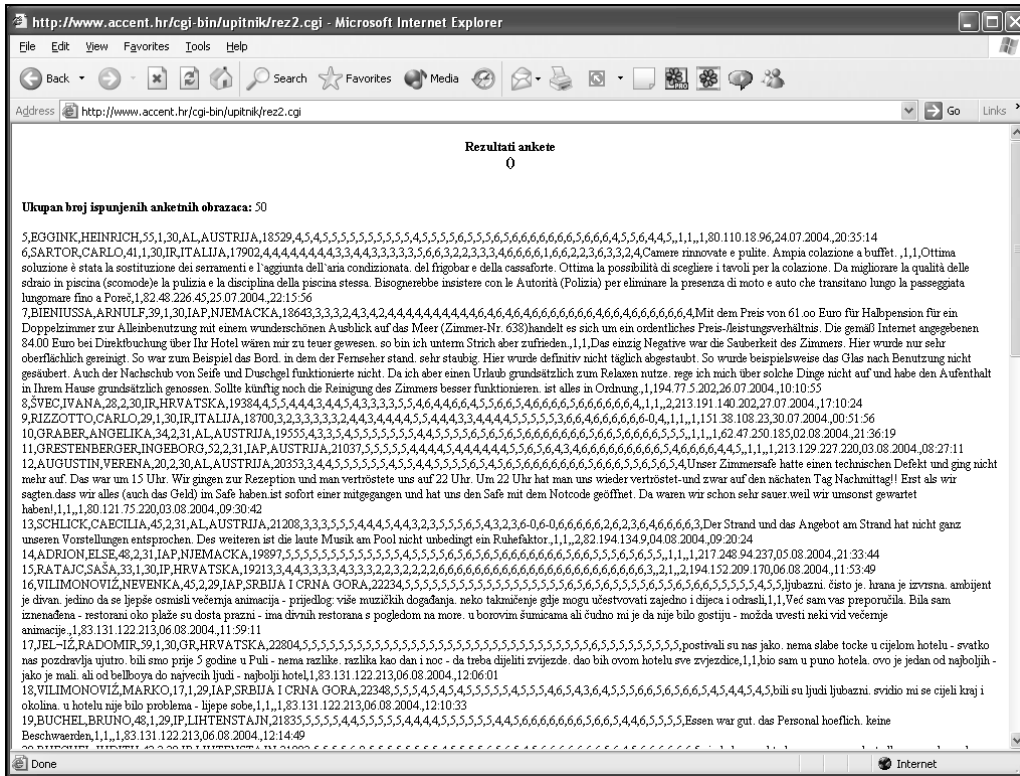 http://www.accent.hr/cgi-bin/upitnik/rez2.cgi - Microsoft Internet Explorer
File Edit View Favorites Tools Help
Back Search Favorites Media
Address http://www.accent.hr/cgi-bin/upitnik/rez2.cgi Go Links
Rezultati ankete
()
Ukupan broj ispunjenih anketnih obrazaca: 50
5,EGGINK,HEINRICH,55,1,30,AL,AUSTRIJA,18529,4,5,4,5,5,5,5,5,5,5,5,5,4,5,5,5,5,6,5,5,5,6,5,6,6,6,6,6,6,6,5,6,6,6,4,5,5,6,4,4,5,,1,1,,1,80.110.18.96,24.07.2004.,20:35:14
6,SARTOR,CARLO,41,1,30,IR,ITALIJA,17902,4,4,4,4,4,4,4,4,3,3,4,4,3,3,3,3,3,5,6,6,3,2,2,3,3,4,6,6,6,6,1,6,6,2,2,3,6,3,3,2,4,Camere rinnovate e pulite. Ampia colazione a buffet. ,1,1,Ottima
soluzione è stata la sostituzione dei serramenti e l`aggiunta dell`aria condizionata. del frigobar e della cassaforte. Ottima la possibilità di scegliere i tavoli per la colazione. Da migliorare la qualità delle
sdraio in piscina (scomode)e la pulizia e la disciplina della piscina stessa. Bisognerebbe insistere con le Autorità (Polizia) per eliminare la presenza di moto e auto che transitano lungo la passeggiata
lungomare fino a Poreč,1,82.48.226.45,25.07.2004.,22:15:56
7,BIENIUSSA,ARNULF,39,1,30,IAP,NJEMACKA,18643,3,3,3,2,4,3,4,2,4,4,4,4,4,4,4,4,4,4,6,4,6,4,6,6,6,6,6,6,6,4,6,6,4,6,6,6,6,6,6,4,Mit dem Preis von 61.oo Euro für Halbpension für ein
Doppelzimmer zur Alleinbenutzung mit einem wunderschönen Ausblick auf das Meer (Zimmer-Nr. 638)handelt es sich um ein ordentliches Preis-/leistungsverhältnis. Die gemäß Internet angegebenen
84.00 Euro bei Direktbuchung über Ihr Hotel wären mir zu teuer gewesen. so bin ich unterm Strich aber zufrieden.,1,1,Das einzig Negative war die Sauberkeit des Zimmers. Hier wurde nur sehr
oberflächlich gereinigt. So war zum Beispiel das Bord. in dem der Fernseher stand. sehr staubig. Hier wurde definitiv nicht täglich abgestaubt. So wurde beispielsweise das Glas nach Benutzung nicht
gesäubert. Auch der Nachschub von Seife und Duschgel funktionierte nicht. Da ich aber einen Urlaub grundsätzlich zum Relaxen nutze. rege ich mich über solche Dinge nicht auf und habe den Aufenthalt
in Ihrem Hause grundsätzlich genossen. Sollte künftig noch die Reinigung des Zimmers besser funktionieren. ist alles in Ordnung.,1,194.77.5.202,26.07.2004.,10:10:55
8,ŠVEC,IVANA,28,2,30,IR,HRVATSKA,19384,4,5,5,4,4,4,3,4,4,5,4,3,3,3,5,5,4,6,4,4,6,6,4,5,5,6,6,5,4,6,6,6,6,5,6,6,6,6,6,6,4,,1,1,,2,213.191.140.202,27.07.2004.,17:10:24
9,RIZZOTTO,CARLO,29,1,30,IR,ITALIJA,18700,3,2,3,3,3,3,3,2,4,4,3,4,4,4,4,5,5,4,4,4,3,3,4,4,4,4,5,5,5,5,5,3,6,6,4,6,6,6,6,6-0,4,,1,1,,1,151.38.108.23,30.07.2004.,00:51:56
10,GRABER,ANGELIKA,34,2,31,AL,AUSTRIJA,19555,4,3,3,5,4,5,5,5,5,5,5,5,4,4,5,5,5,5,6,5,6,5,6,5,6,6,6,6,6,6,6,5,6,6,6,6,6,5,5,5,,1,1,,1,62.47.250.185,02.08.2004.,21:36:19
11,GRESTENBERGER,INGEBORG,52,2,31,IAP,AUSTRIJA,21037,5,5,5,5,5,4,4,4,4,5,4,4,4,4,4,4,5,5,6,5,6,4,3,4,6,6,6,6,6,6,6,6,6,5,4,6,6,6,6,4,4,5,,1,1,,1,213.129.227.220,03.08.2004.,08:27:11
12,AUGUSTIN,VERENA,20,2,30,AL,AUSTRIJA,20353,3,4,4,5,5,5,5,5,5,4,5,5,4,4,5,5,5,5,6,5,4,5,6,5,6,6,6,6,6,6,6,5,6,6,6,5,5,6,5,6,5,4,Unser Zimmersafe hatte einen technischen Defekt und ging nicht
mehr auf. Das war um 15 Uhr. Wir gingen zur Rezeption und man vertröstete uns auf 22 Uhr. Um 22 Uhr hat man uns wieder vertröstet-und zwar auf den nächaten Tag Nachmittag!! Erst als wir
sagten.dass wir alles (auch das Geld) im Safe haben.ist sofort einer mitgegangen und hat uns den Safe mit dem Notcode geöffnet. Da waren wir schon sehr sauer.weil wir umsonst gewartet
haben!,1,1,,1,80.121.75.220,03.08.2004.,09:30:42
13,SCHLICK,CAECILIA,45,2,31,AL,AUSTRIJA,21208,3,3,3,5,5,5,4,4,4,5,4,4,3,2,3,5,5,5,6,5,4,3,2,3,6-0,6-0,6,6,6,6,6,2,6,2,3,6,4,6,6,6,6,3,Der Strand und das Angebot am Strand hat nicht ganz
unseren Vorstellungen entsprochen. Des weiteren ist die laute Musik am Pool nicht unbedingt ein Ruhefaktor.,1,1,,2,82.194.134.9,04.08.2004.,09:20:24
14,ADRION,ELSE,48,2,31,IAP,NJEMACKA,19897,5,5,5,5,5,5,5,5,5,5,5,5,4,5,5,5,5,6,5,6,5,6,6,6,6,6,6,6,6,5,6,6,6,6,6,5,6,5,5,,1,1,,1,217.248.94.237,05.08.2004.,21:33:44
15,RATAJC,SAŠA,33,1,30,IP,HRVATSKA,19213,3,4,4,3,3,3,3,4,3,3,3,2,2,3,2,2,2,2,6,6,6,6,6,6,6,6,6,6,6,6,6,6,6,6,6,6,6,6,6,3,,2,1,,2,194.152.209.170,06.08.2004.,11:53:49
16,VILIMONOVIŹ,NEVENKA,45,2,29,IAP,SRBIJA I CRNA GORA,22234,5,5,5,5,5,5,5,5,5,5,5,5,5,5,5,5,5,6,5,5,5,5,6,6,5,5,5,5,6,5,6,6,5,5,5,5,5,4,5,5,ljubazni. čisto je. hrana je izvrsna. ambijent
je divan. jedino da se ljepše osmisli večernja animacija - prijedlog: više muzičkih događanja. neko takmičenje gdje mogu učestvovati zajedno i dijeca i odrasli,1,1,Već sam vas preporučila. Bila sam
iznenađena - restorani oko plaže su dosta prazni - ima divnih restorana s pogledom na more. u borovim šumicama ali čudno mi je da nije bilo gostiju - možda uvesti neki vid večernje
animacije.,1,83.131.122.213,06.08.2004.,11:59:11
17,JEL¬IŹ,RADOMIR,59,1,30,GR,HRVATSKA,22804,5,5,5,5,5,5,5,5,5,5,5,5,5,5,5,5,5,6,5,5,5,5,6,5,5,5,5,5,5,6,5,5,5,5,5,5,5,5,5,5,postivali su nas jako. nema slabe tocke u cijelom hotelu - svatko
nas pozdravlja ujutro. bili smo prije 5 godine u Puli - nema razlike. razlika kao dan i noc - da treba dijeliti zvijezde. dao bih ovom hotelu sve zvjezdice,1,1,bio sam u puno hotela. ovo je jedan od najboljih -
jako je mali. ali od bellboya do najvecih ljudi - najbolji hotel,1,83.131.122.213,06.08.2004.,12:06:01
18,VILIMONOVIŹ,MARKO,17,1,29,IAP,SRBIJA I CRNA GORA,22348,5,5,5,4,5,4,5,4,5,5,5,5,5,4,5,5,5,4,6,5,4,3,6,4,5,5,5,6,6,5,6,5,6,6,5,4,5,4,4,5,4,5,bili su ljudi ljubazni. svidio mi se cijeli kraj i
okolina. u hotelu nije bilo problema - lijepe sobe,1,1,,1,83.131.122.213,06.08.2004.,12:10:33
19,BUCHEL,BRUNO,48,1,29,IP,LIHTENSTAJN,21835,5,5,5,5,4,4,5,5,5,5,5,4,4,4,4,5,5,5,5,5,5,4,4,5,6,6,6,6,6,6,5,6,6,5,4,4,6,5,5,5,5,Essen war gut. das Personal hoeflich. keine
Beschwaerden,1,1,,1,83.131.122.213,06.08.2004.,12:14:49
Done Internet